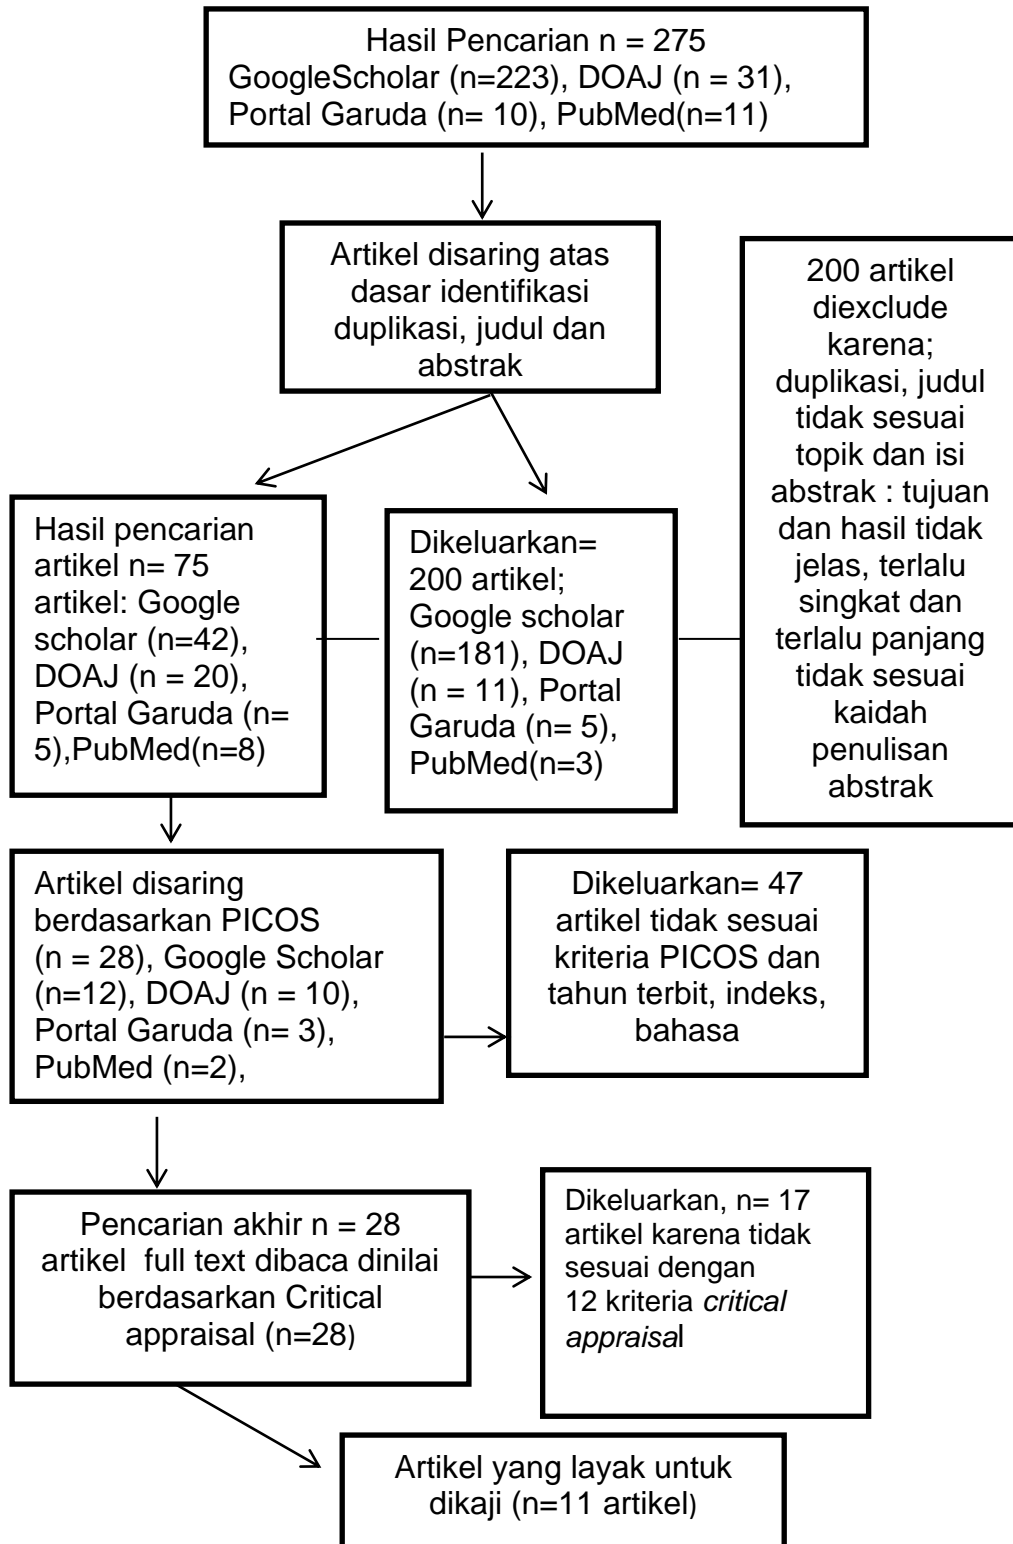 Hasil Pencarian n = 275
GoogleScholar (n=223), DOAJ (n = 31),
Portal Garuda (n= 10), PubMed(n=11)
Artikel disaring atas
dasar identifikasi
duplikasi, judul dan
abstrak
200 artikel
diexclude
karena;
duplikasi, judul
tidak sesuai
topik dan isi
abstrak : tujuan
dan hasil tidak
jelas, terlalu
singkat dan
terlalu panjang
tidak sesuai
kaidah
penulisan
abstrak
Hasil pencarian
artikel n= 75
artikel: Google
scholar (n=42),
DOAJ (n = 20),
Portal Garuda (n=
5),PubMed(n=8)
Dikeluarkan=
200 artikel;
Google scholar
(n=181), DOAJ
(n = 11), Portal
Garuda (n= 5),
PubMed(n=3)
Artikel disaring
berdasarkan PICOS
(n = 28), Google Scholar
(n=12), DOAJ (n = 10),
Portal Garuda (n= 3),
PubMed (n=2),
Dikeluarkan= 47
artikel tidak sesuai
kriteria PICOS dan
tahun terbit, indeks,
bahasa
Pencarian akhir n = 28
artikel  full text dibaca dinilai
berdasarkan Critical
appraisal (n=28)
Dikeluarkan, n= 17
artikel karena tidak
sesuai dengan
12 kriteria critical
appraisal
Artikel yang layak untuk
dikaji (n=11 artikel)